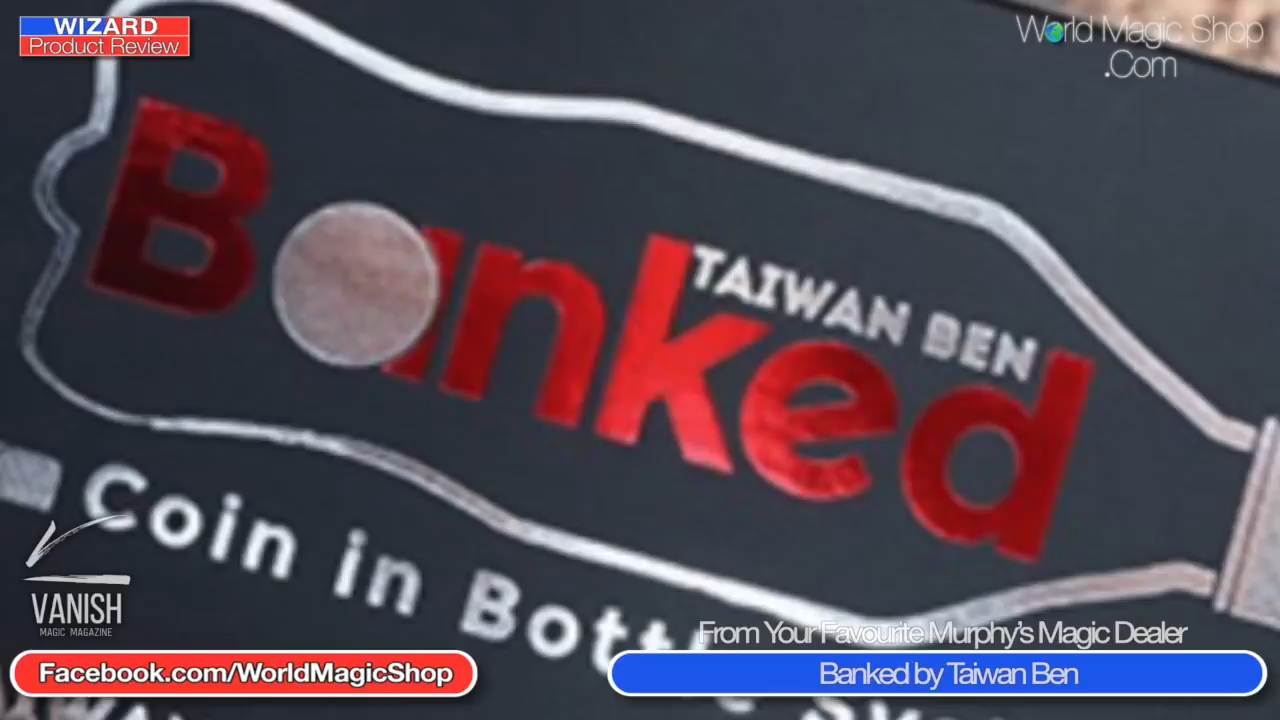 WIZARD
Product Review
World Magic Shop
.Com
Banked
TAIWAN BEN
Coin in
VANISH
MAGIC MAGAZINE
From Your Favourite Murphy's Magic Dealer
Facebook.com/WorldMagicShop
Banked by Taiwan Ben